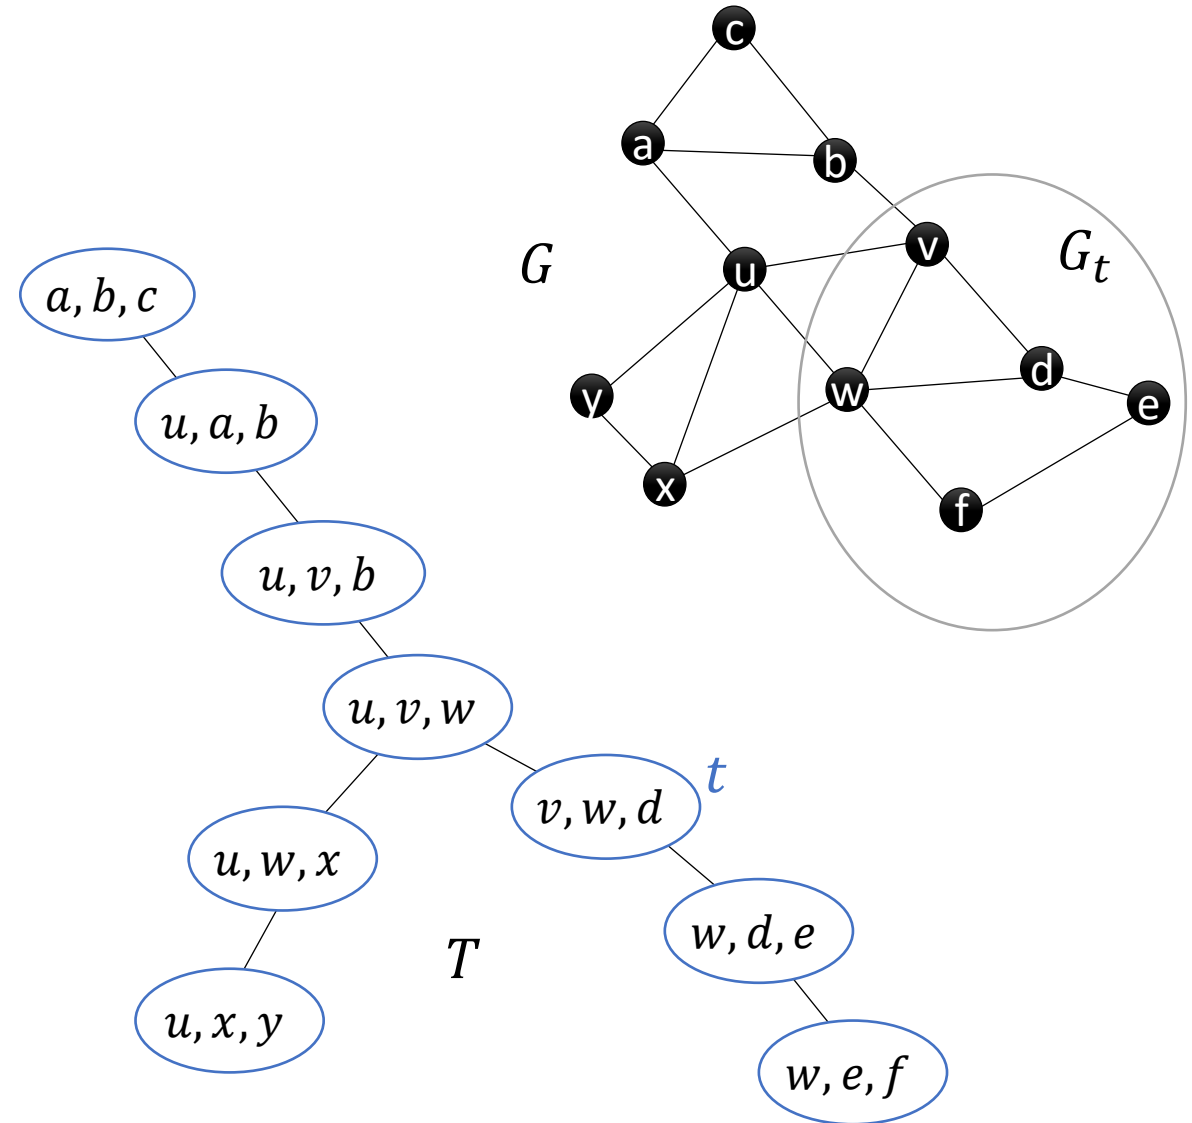 c
a
b
v
G
G_t
u
a, b, c
d
w
y
e
u, a, b
x
f
u, v, b
u, v, w
t
v, w, d
u, w, x
w, d, e
T
u, x, y
w, e, f